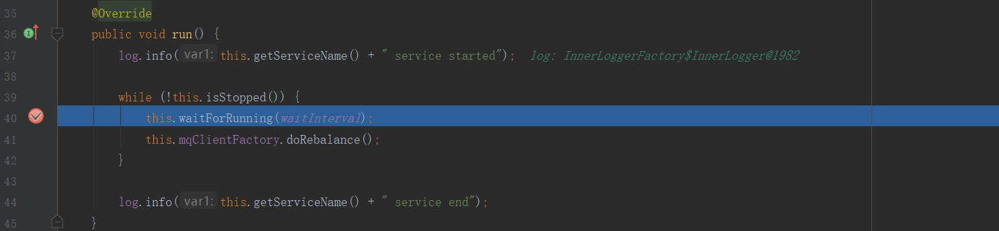 35 @Override
36 public void run() {
37 log.info( var1: this.getServiceName() + " service started"); log: InnerLoggerFactory$InnerLogger@1982
38
39 while (!this.isStopped()) {
40 this.waitForRunning(waitInterval);
41 this.mqClientFactory.doRebalance();
42 }
43
44 log.info( var1: this.getServiceName() + " service end");
45 }